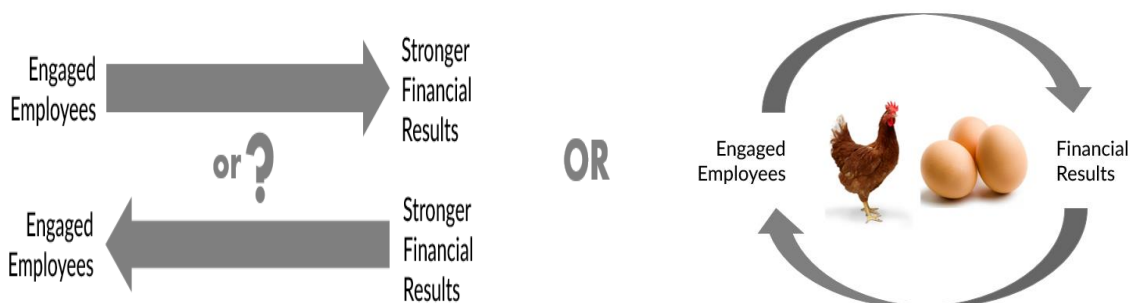 Engaged
Employees
Stronger
Financial
Results
or ?
Engaged
Employees
Stronger
Financial
Results
OR
Engaged
Employees
Financial
Results